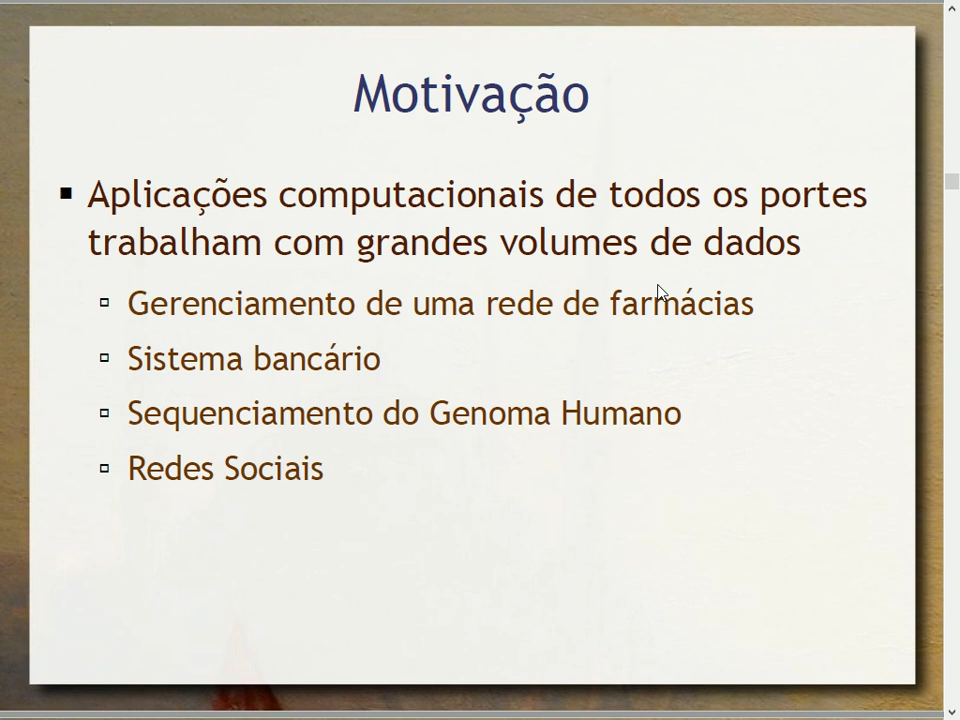 Motivação
Aplicações computacionais de todos os portes
trabalham com grandes volumes de dados
Gerenciamento de uma rede de farmácias
Sistema bancário
Sequenciamento do Genoma Humano
Redes Sociais